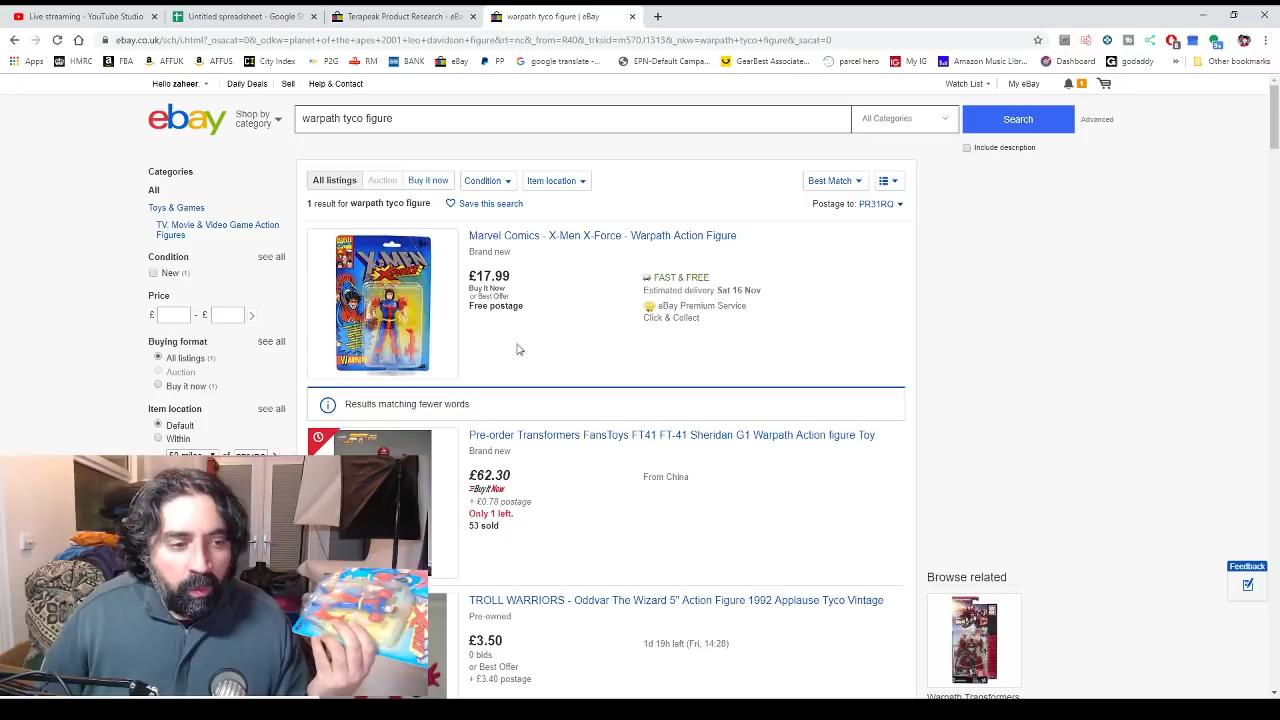 Live streaming - YouTube Studio
Untitled spreadsheet - Google S
Terapeak Product Research - eBa
warpath tyco figure | eBay
ebay.co.uk/sch/i.html?_osacat=0&_odkw=planet+of+the+apes+2001+leo+davidson+figure&rt=nc&_from=R40&_trksid=m570.l1313&_nkw=warpath+tyco+figure&_sacat=0
Apps HMRC FBA AFFUK AFFUS City Index P2G RM BANK eBay PP google translate -... EPN-Default Campa... GearBest Associate... parcel hero My IG Amazon Music Libr... Dashboard godaddy » Other bookmarks
Hello zaheer. Daily Deals Sell Help & Contact Watch List My eBay 1
ebay Shop by category warpath tyco figure All Categories Search Advanced
Include description
Categories
All
Toys & Games
TV, Movie & Video Game Action
Figures
Condition see all
New (1)
Price
£ - £
Buying format see all
All listings (1)
Auction
Buy it now (1)
Item location see all
Default
Within
All listings Auction Buy it now Condition Item location Best Match
1 result for warpath tyco figure Save this search Postage to: PR31RQ
Marvel Comics - X-Men X-Force - Warpath Action Figure
Brand new
£17.99
Buy It Now
or Best Offer
Free postage
FAST & FREE
Estimated delivery Sat 16 Nov
eBay Premium Service
Click & Collect
X-MEN
WARPATH
Results matching fewer words
Pre-order Transformers FansToys FT41 FT-41 Sheridan G1 Warpath Action figure Toy
Brand new
£62.30
=Buy It Now
+ £0.78 postage
Only 1 left.
53 sold
From China
TROLL WARRIORS - Oddvar The Wizard 5" Action Figure 1992 Applause Tyco Vintage
Pre-owned
£3.50
0 bids
or Best Offer
+ £3.40 postage
1d 19h left (Fri, 14:28)
Browse related
Feedback